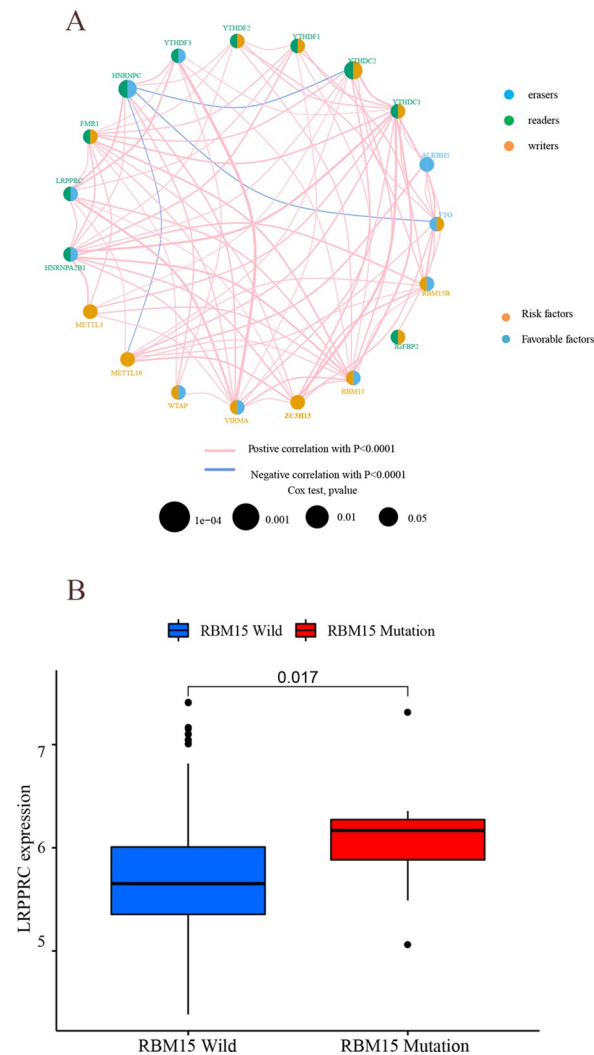 A
YTHDF2
YTHDF1
YTHDF3
YTHDC2
HNRNPC
YTHDC1
erasers
readers
writers
FMR1
ALKBH5
LRPPRC
FTO
HNRNPA2B1
RBM15B
METTL3
Risk factors
IGFBP2
Favorable factors
METTL16
RBM15
WTAP
VIRMA
ZC3H13
Postive correlation with P<0.0001
Negative correlation with P<0.0001
Cox test, pvalue
1e−04
0.001
0.01
0.05
B
RBM15 Wild
RBM15 Mutation
0.017
7
6
5
LRPPRC expression
RBM15 Wild
RBM15 Mutation